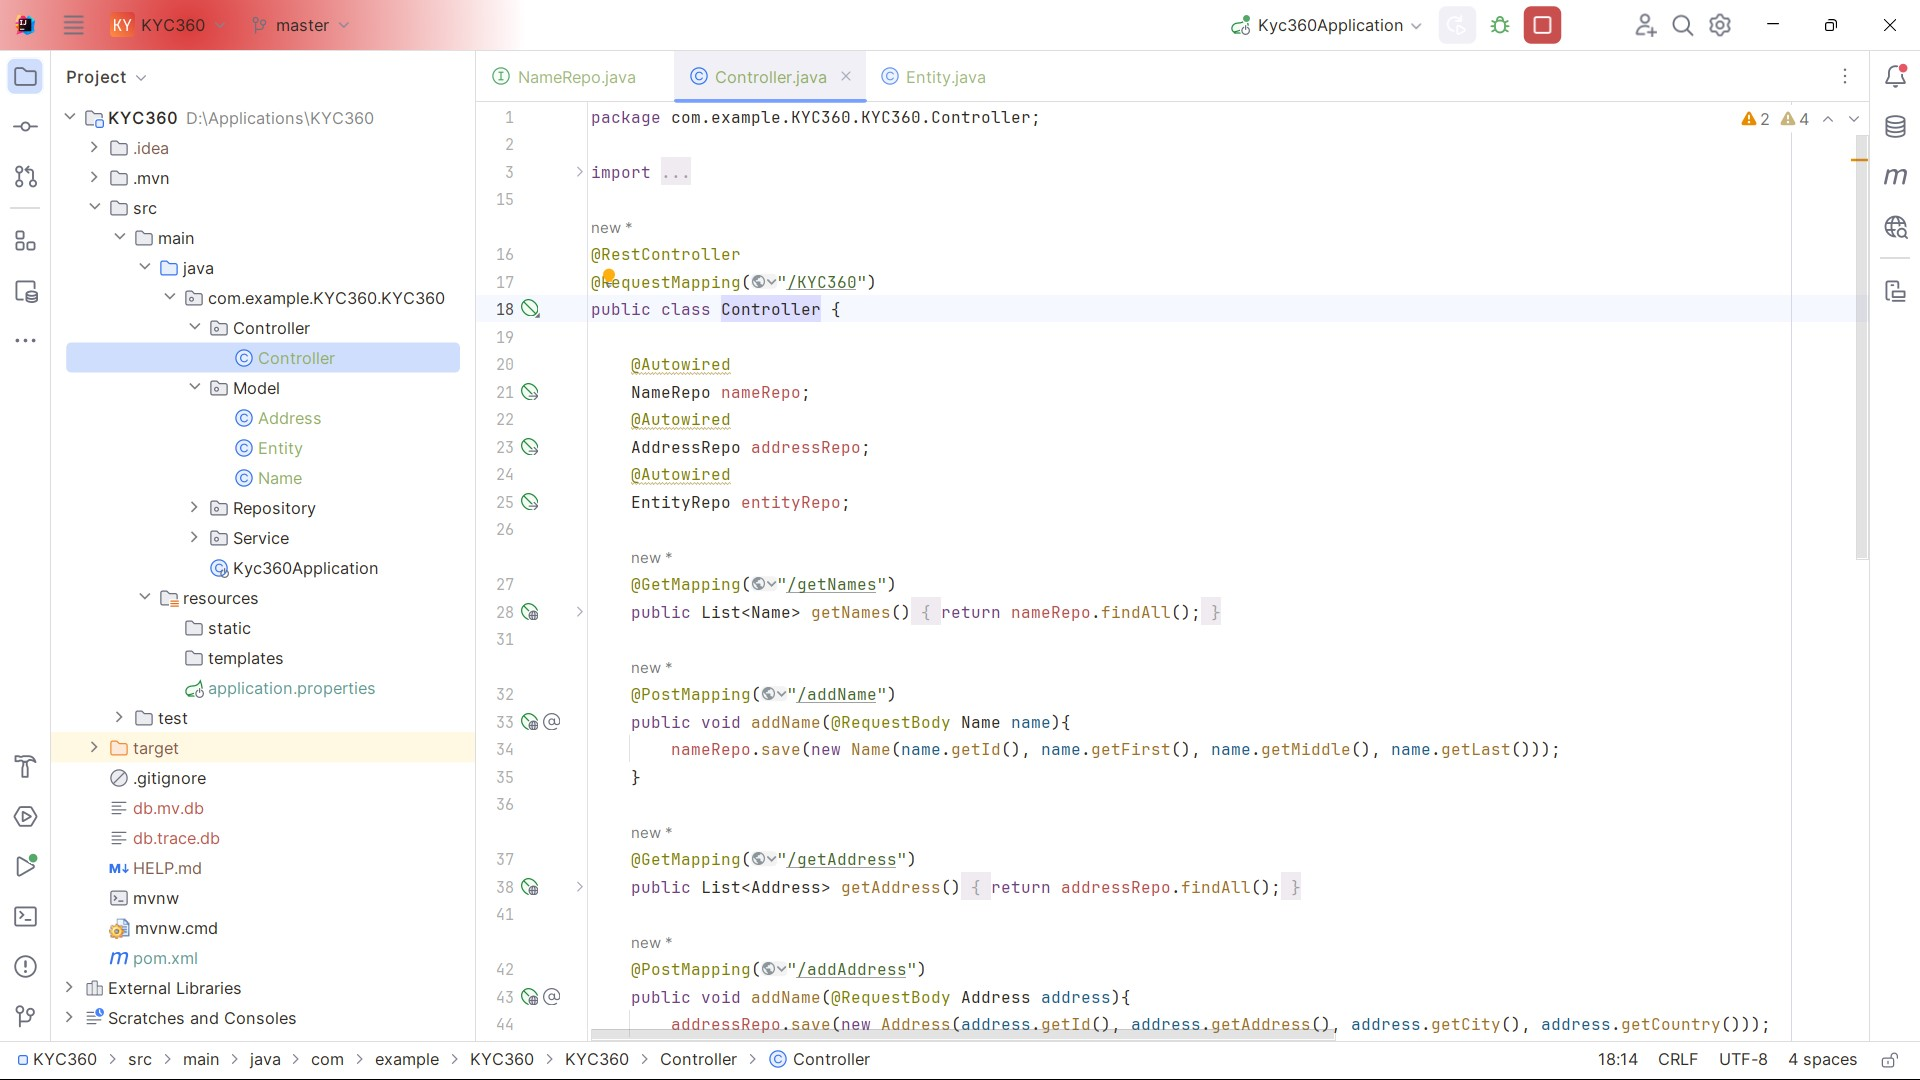 KY KYC360 master Kyc360Application
Project
KYC360 D:\Applications\KYC360
.idea
.mvn
src
main
java
com.example.KYC360.KYC360
Controller
Controller
Model
Address
Entity
Name
Repository
Service
Kyc360Application
resources
static
templates
application.properties
test
target
.gitignore
db.mv.db
db.trace.db
HELP.md
mvnw
mvnw.cmd
pom.xml
External Libraries
Scratches and Consoles
NameRepo.java Controller.java Entity.java
2 4
1 package com.example.KYC360.KYC360.Controller;
2
3 import ...
15
new *
16 @RestController
17 @RequestMapping("/KYC360")
18 public class Controller {
19
20 @Autowired
21 NameRepo nameRepo;
22 @Autowired
23 AddressRepo addressRepo;
24 @Autowired
25 EntityRepo entityRepo;
26
new *
27 @GetMapping("/getNames")
28 public List<Name> getNames() { return nameRepo.findAll(); }
31
new *
32 @PostMapping("/addName")
33 public void addName(@RequestBody Name name){
34 nameRepo.save(new Name(name.getId(), name.getFirst(), name.getMiddle(), name.getLast()));
35 }
36
new *
37 @GetMapping("/getAddress")
38 public List<Address> getAddress() { return addressRepo.findAll(); }
41
new *
42 @PostMapping("/addAddress")
43 public void addName(@RequestBody Address address){
44 addressRepo.save(new Address(address.getId(), address.getAddress(), address.getCity(), address.getCountry()));
KYC360 > src > main > java > com > example > KYC360 > KYC360 > Controller > Controller
18:14 CRLF UTF-8 4 spaces